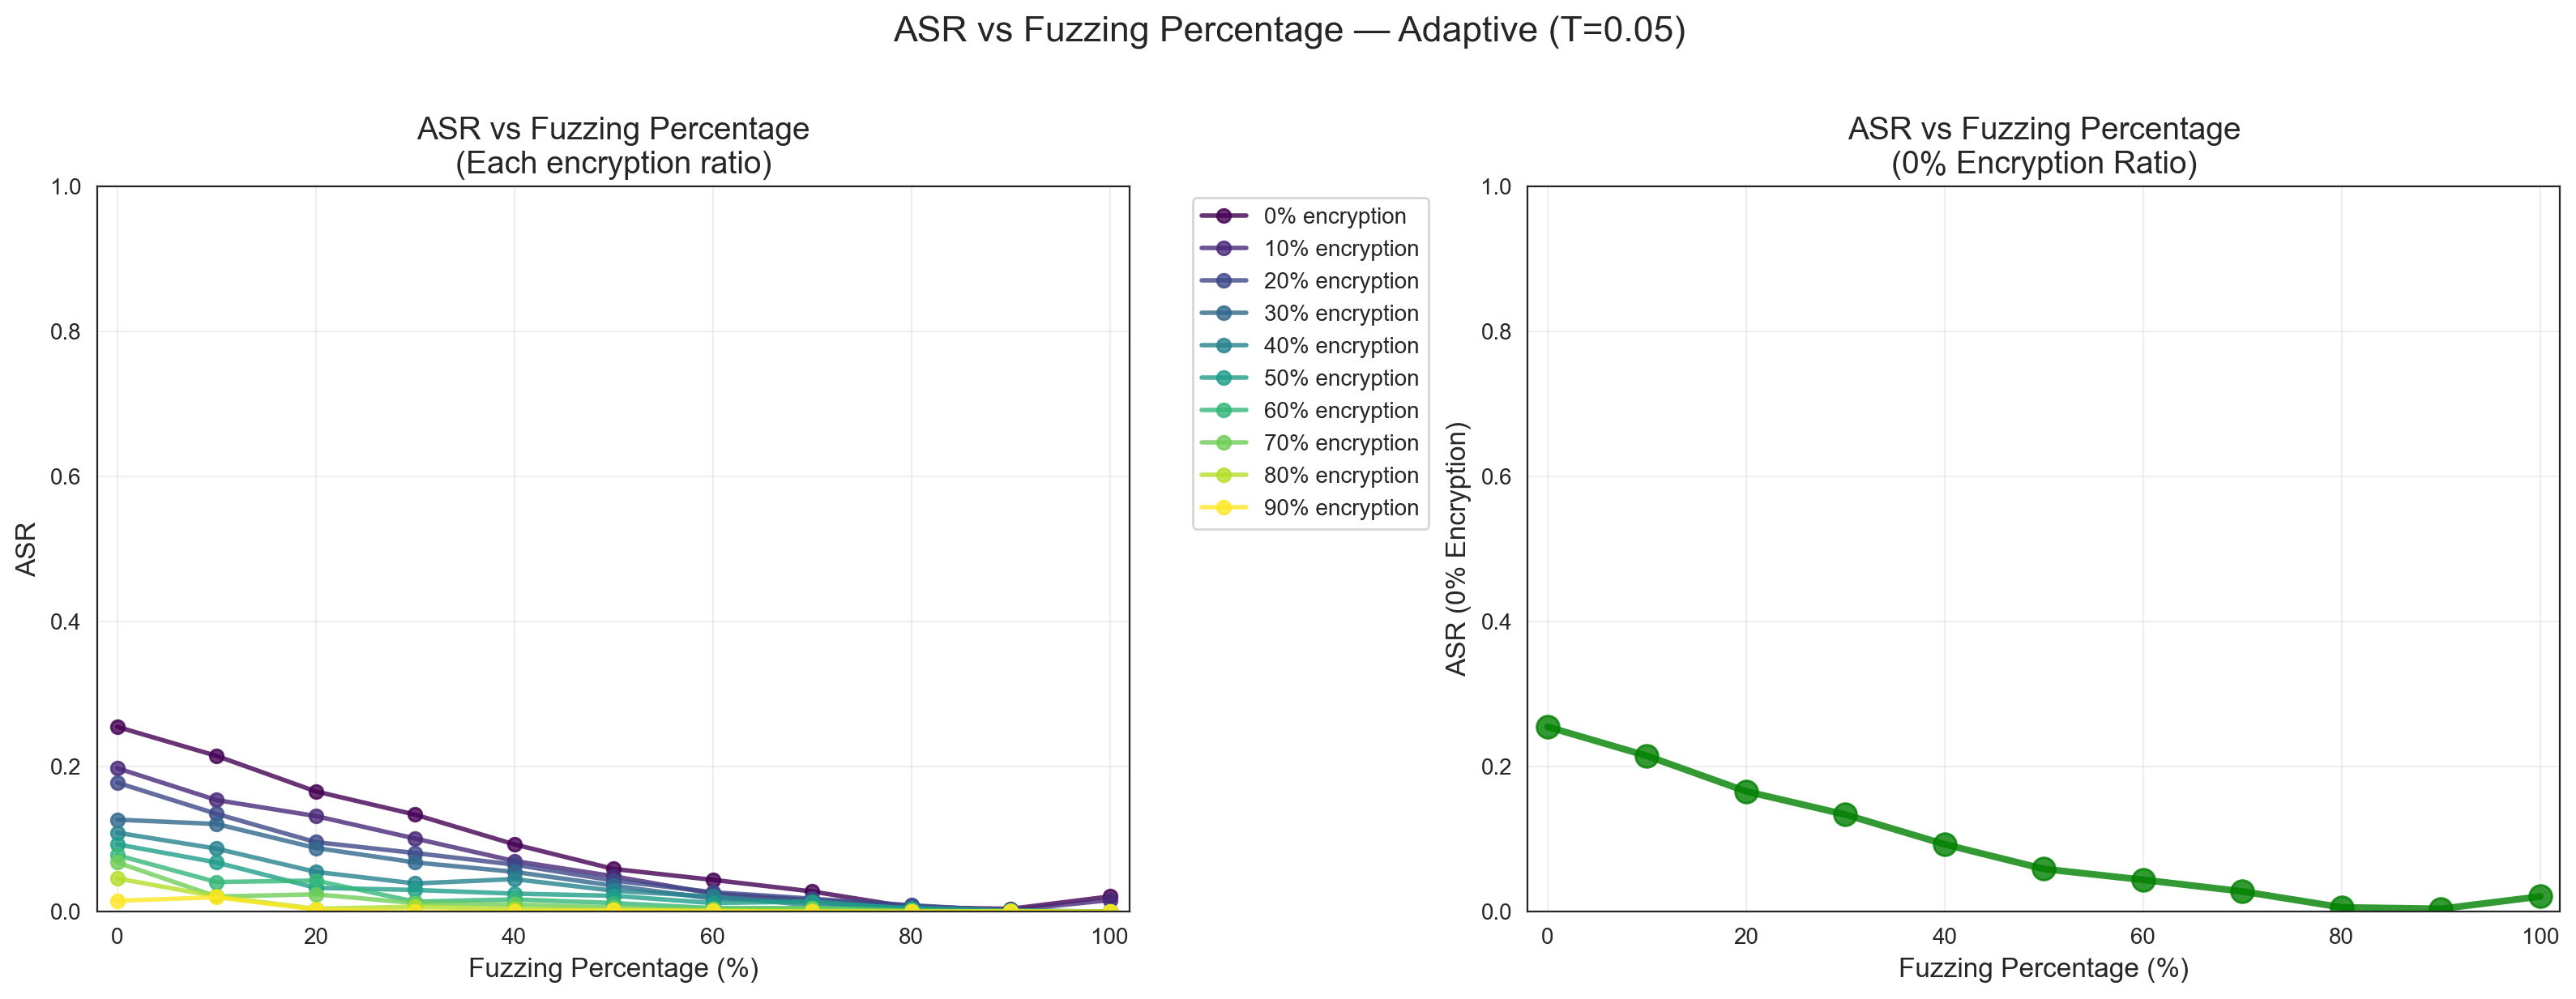 ASR vs Fuzzing Percentage — Adaptive (T=0.05)
ASR vs Fuzzing Percentage
(Each encryption ratio)
1.0
0.8
0.6
0.4
0.2
0.0
ASR
0
20
40
60
80
100
Fuzzing Percentage (%)
0% encryption
10% encryption
20% encryption
30% encryption
40% encryption
50% encryption
60% encryption
70% encryption
80% encryption
90% encryption
ASR vs Fuzzing Percentage
(0% Encryption Ratio)
1.0
0.8
0.6
0.4
0.2
0.0
ASR (0% Encryption)
0
20
40
60
80
100
Fuzzing Percentage (%)